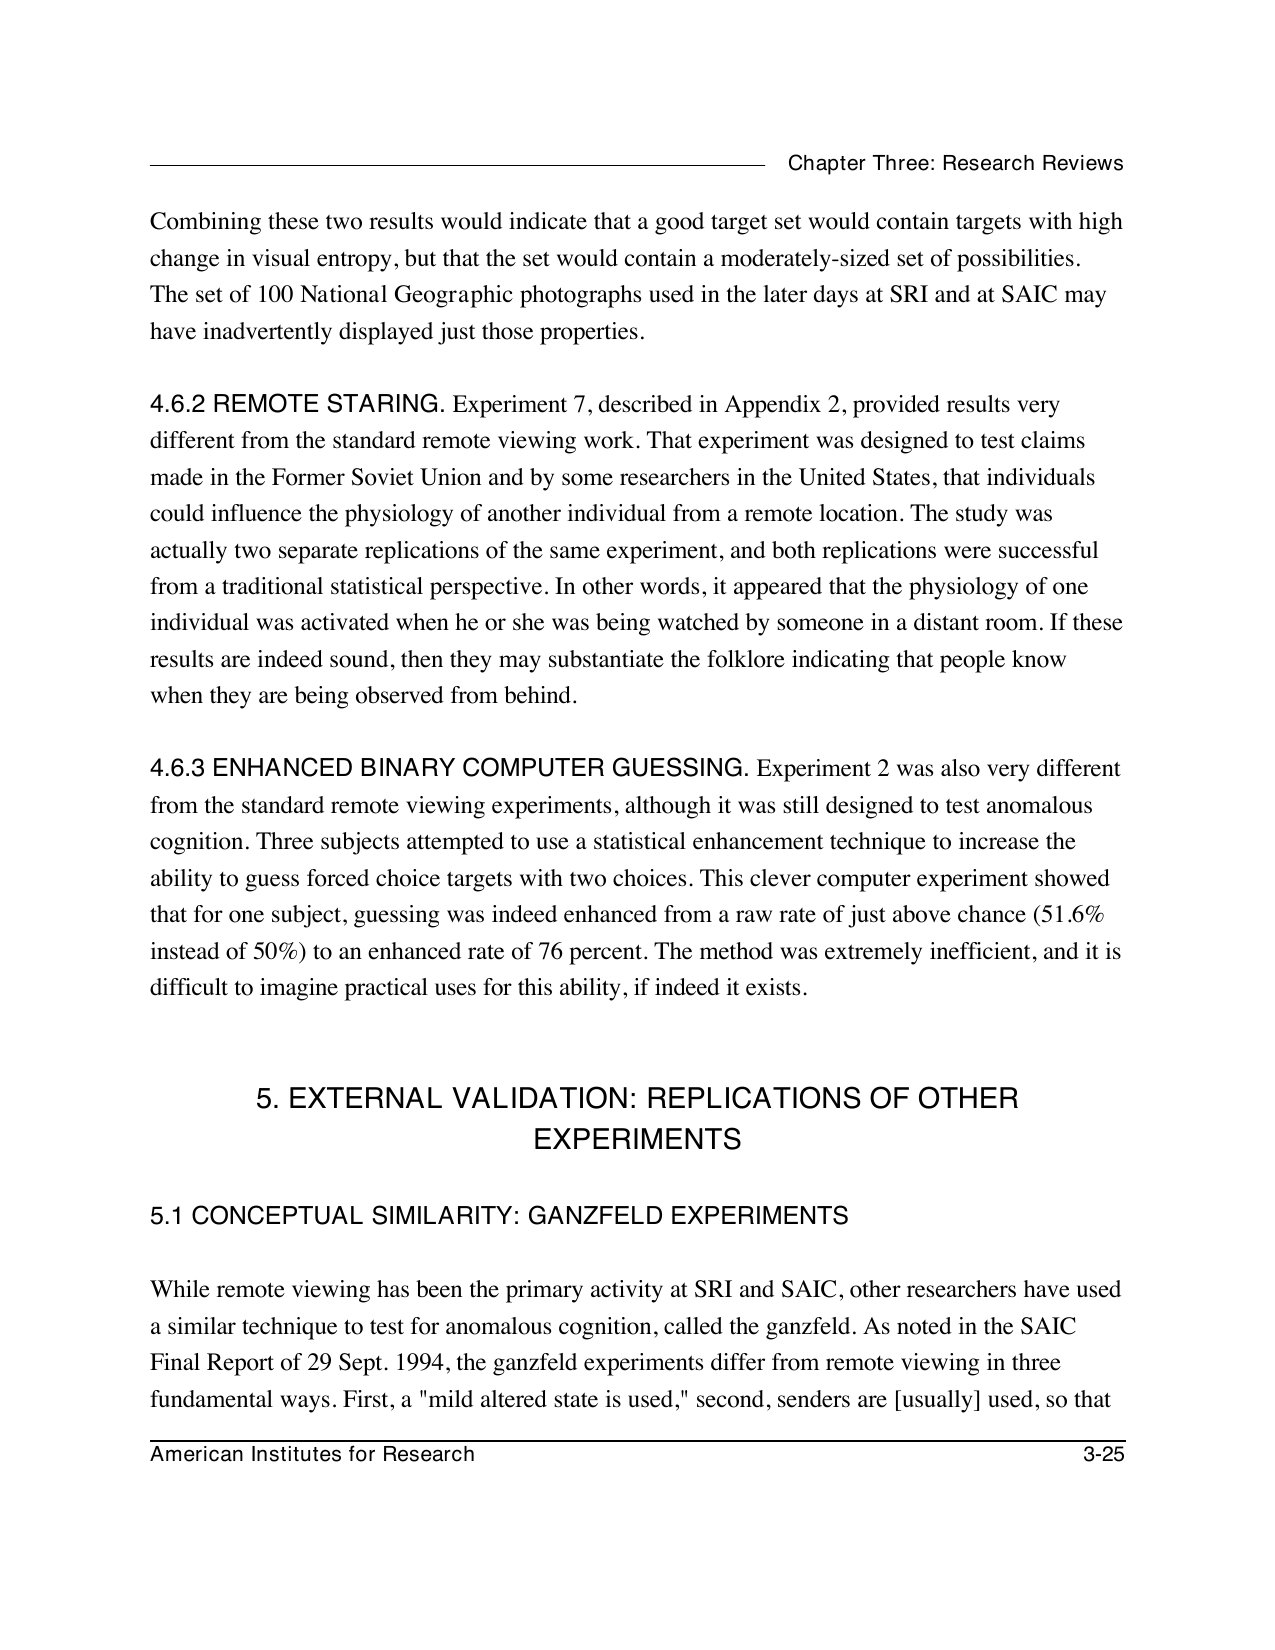 Chapter Three: Research Reviews
Combining these two results would indicate that a good target set would contain targets with high
change in visual entropy, but that the set would contain a moderately-sized set of possibilities.
The set of 100 National Geographic photographs used in the later days at SRI and at SAIC may
have inadvertently displayed just those properties.
4.6.2 REMOTE STARING. Experiment 7, described in Appendix 2, provided results very
different from the standard remote viewing work. That experiment was designed to test claims
made in the Former Soviet Union and by some researchers in the United States, that individuals
could influence the physiology of another individual from a remote location. The study was
actually two separate replications of the same experiment, and both replications were successful
from a traditional statistical perspective. In other words, it appeared that the physiology of one
individual was activated when he or she was being watched by someone in a distant room. If these
results are indeed sound, then they may substantiate the folklore indicating that people know
when they are being observed from behind.
4.6.3 ENHANCED BINARY COMPUTER GUESSING. Experiment 2 was also very different
from the standard remote viewing experiments, although it was still designed to test anomalous
cognition. Three subjects attempted to use a statistical enhancement technique to increase the
ability to guess forced choice targets with two choices. This clever computer experiment showed
that for one subject, guessing was indeed enhanced from a raw rate of just above chance (51.6%
instead of 50%) to an enhanced rate of 76 percent. The method was extremely inefficient, and it is
difficult to imagine practical uses for this ability, if indeed it exists.
5. EXTERNAL VALIDATION: REPLICATIONS OF OTHER
EXPERIMENTS
5.1 CONCEPTUAL SIMILARITY: GANZFELD EXPERIMENTS
While remote viewing has been the primary activity at SRI and SAIC, other researchers have used
a similar technique to test for anomalous cognition, called the ganzfeld. As noted in the SAIC
Final Report of 29 Sept. 1994, the ganzfeld experiments differ from remote viewing in three
fundamental ways. First, a "mild altered state is used," second, senders are [usually] used, so that
American Institutes for Research 3-25